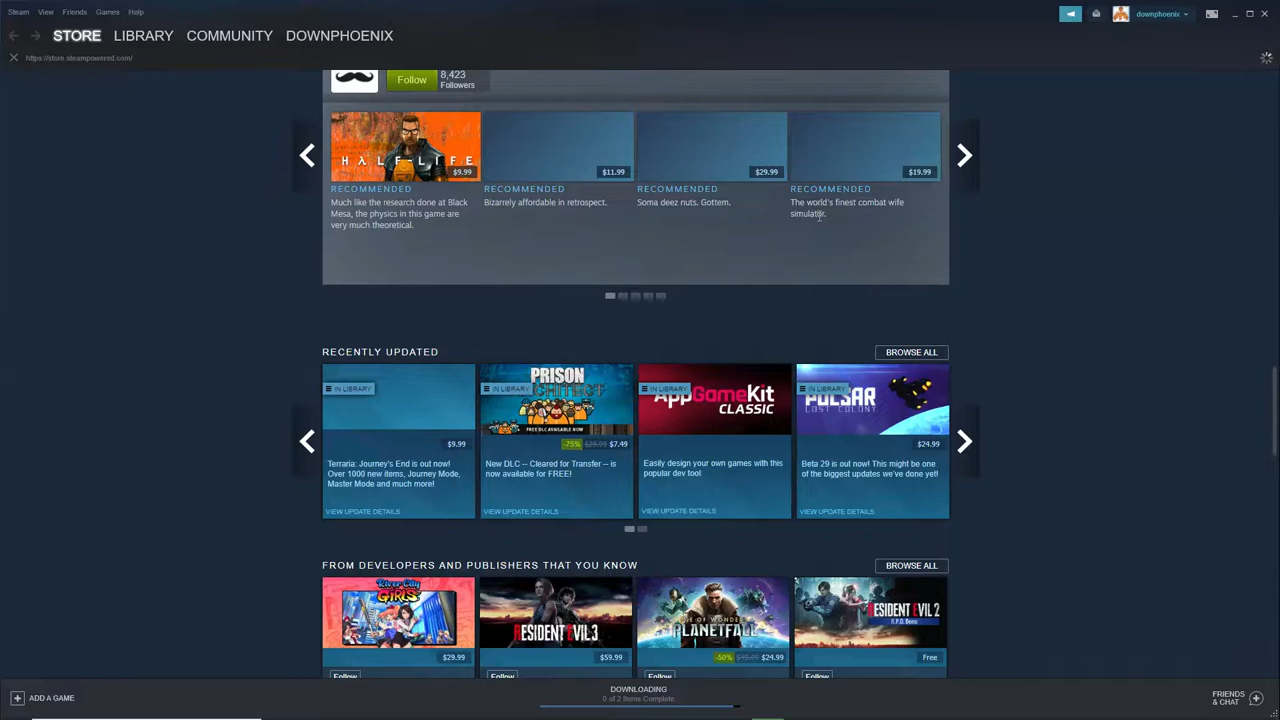 Steam View Friends Games Help
downphoenix
STORE LIBRARY COMMUNITY DOWNPHOENIX
https://store.steampowered.com/
Follow
8,423
Followers
HALF-LIFE
$9.99
$11.99
$29.99
$19.99
RECOMMENDED
Much like the research done at Black
Mesa, the physics in this game are
very much theoretical.
RECOMMENDED
Bizarrely affordable in retrospect.
RECOMMENDED
Soma deez nuts. Gottem.
RECOMMENDED
The world's finest combat wife
simulator.
RECENTLY UPDATED
BROWSE ALL
IN LIBRARY
$9.99
Terraria: Journey's End is out now!
Over 1000 new items, Journey Mode,
Master Mode and much more!
VIEW UPDATE DETAILS
PRISON
ARCHITECT
IN LIBRARY
FREE DLC AVAILABLE NOW
-75% $29.99 $7.49
New DLC -- Cleared for Transfer -- is
now available for FREE!
VIEW UPDATE DETAILS
IN LIBRARY
AppGameKit
CLASSIC
Easily design your own games with this
popular dev tool!
VIEW UPDATE DETAILS
IN LIBRARY
PULSAR
LOST COLONY
$24.99
Beta 29 is out now! This might be one
of the biggest updates we've done yet!
VIEW UPDATE DETAILS
FROM DEVELOPERS AND PUBLISHERS THAT YOU KNOW
BROWSE ALL
River City
GIRLS
$29.99
Follow
RESIDENT EVIL 3
$59.99
Follow
AGE OF WONDERS
PLANETFALL
-50% $49.99 $24.99
Follow
RESIDENT EVIL 2
R.P.D. Demo
Free
Follow
ADD A GAME
DOWNLOADING
0 of 2 Items Complete
FRIENDS
& CHAT